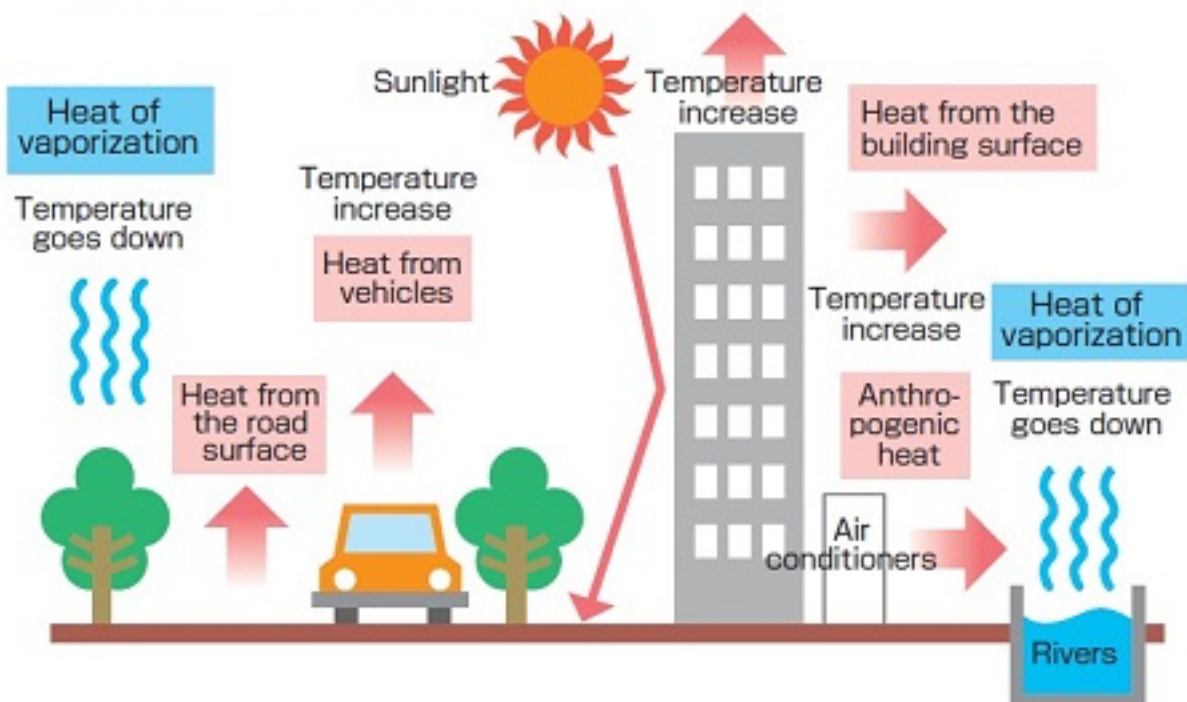 Sunlight
Temperature
increase
Heat of
vaporization
Heat from the
building surface
Temperature
increase
Temperature
goes down
Heat from
vehicles
Temperature
increase
Heat of
vaporization
Heat from
the road
surface
Anthro-
pogenic
heat
Temperature
goes down
Air
conditioners
Rivers